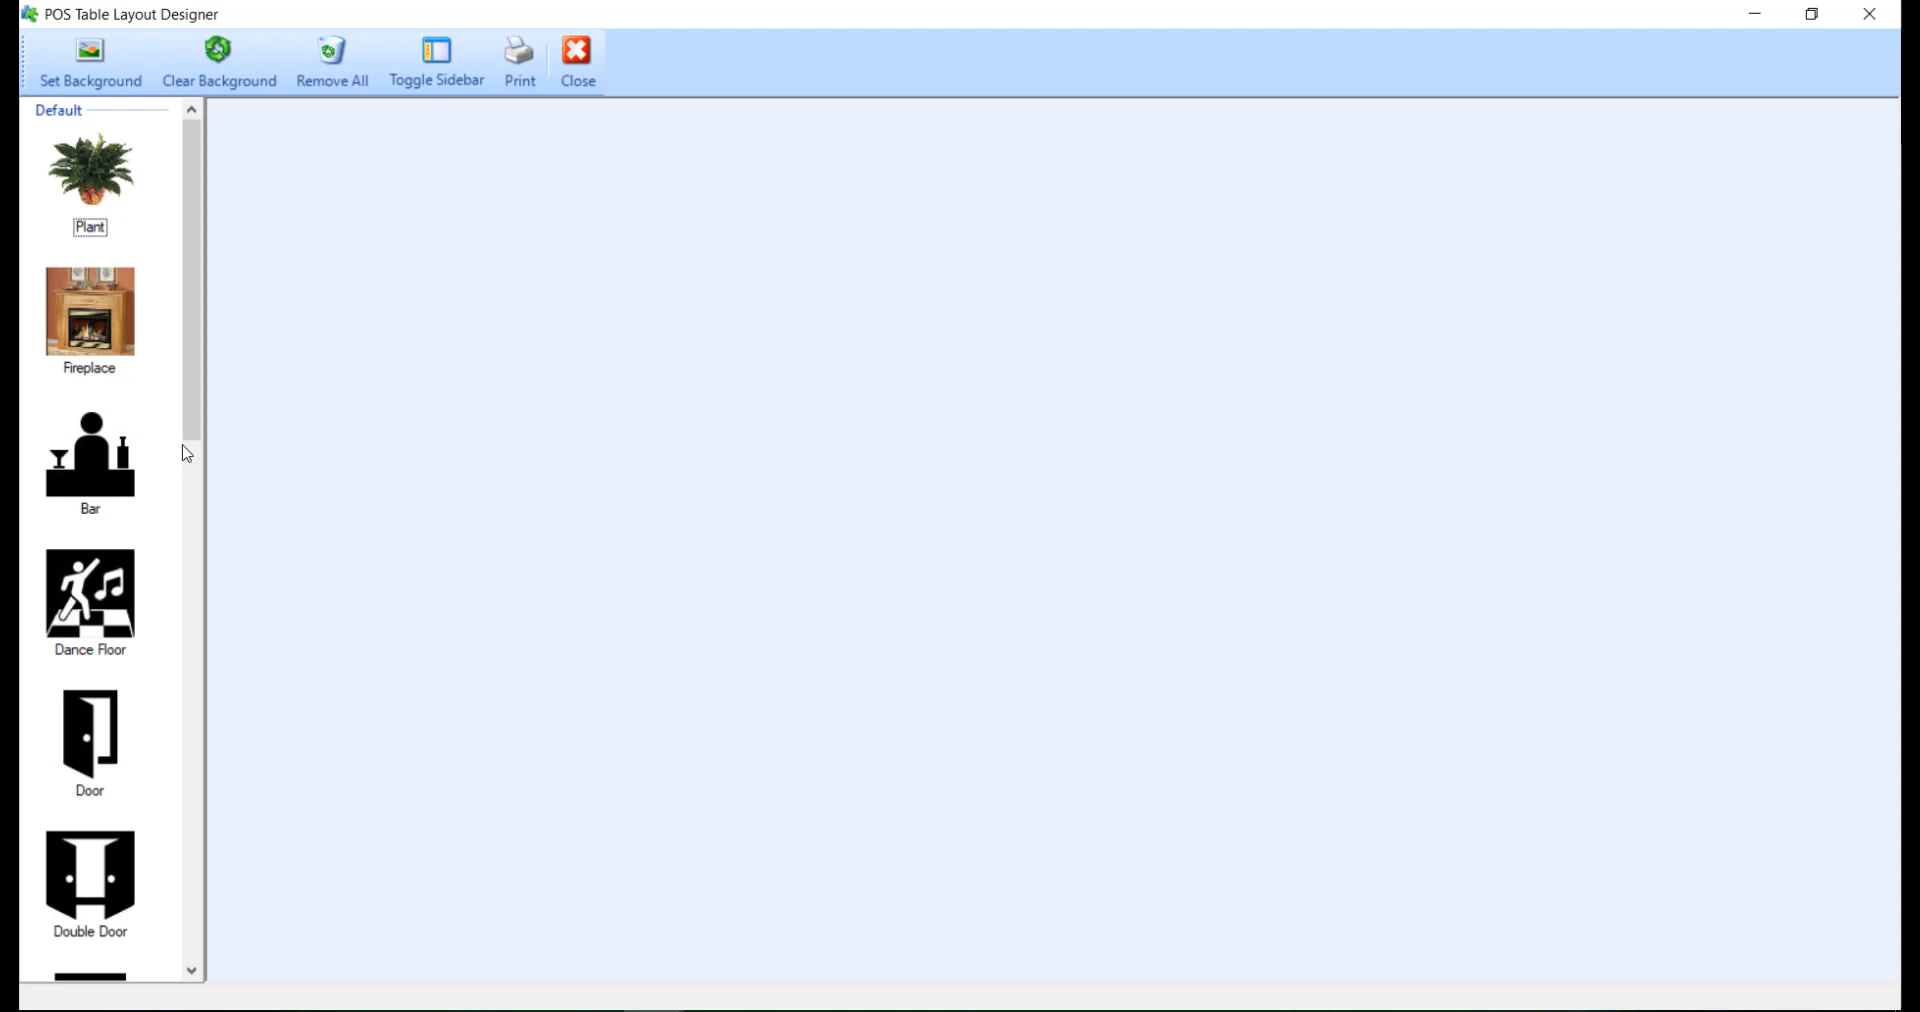 POS Table Layout Designer
Set Background Clear Background Remove All Toggle Sidebar Print Close
Default
Plant
Fireplace
Bar
Dance Floor
Door
Double Door